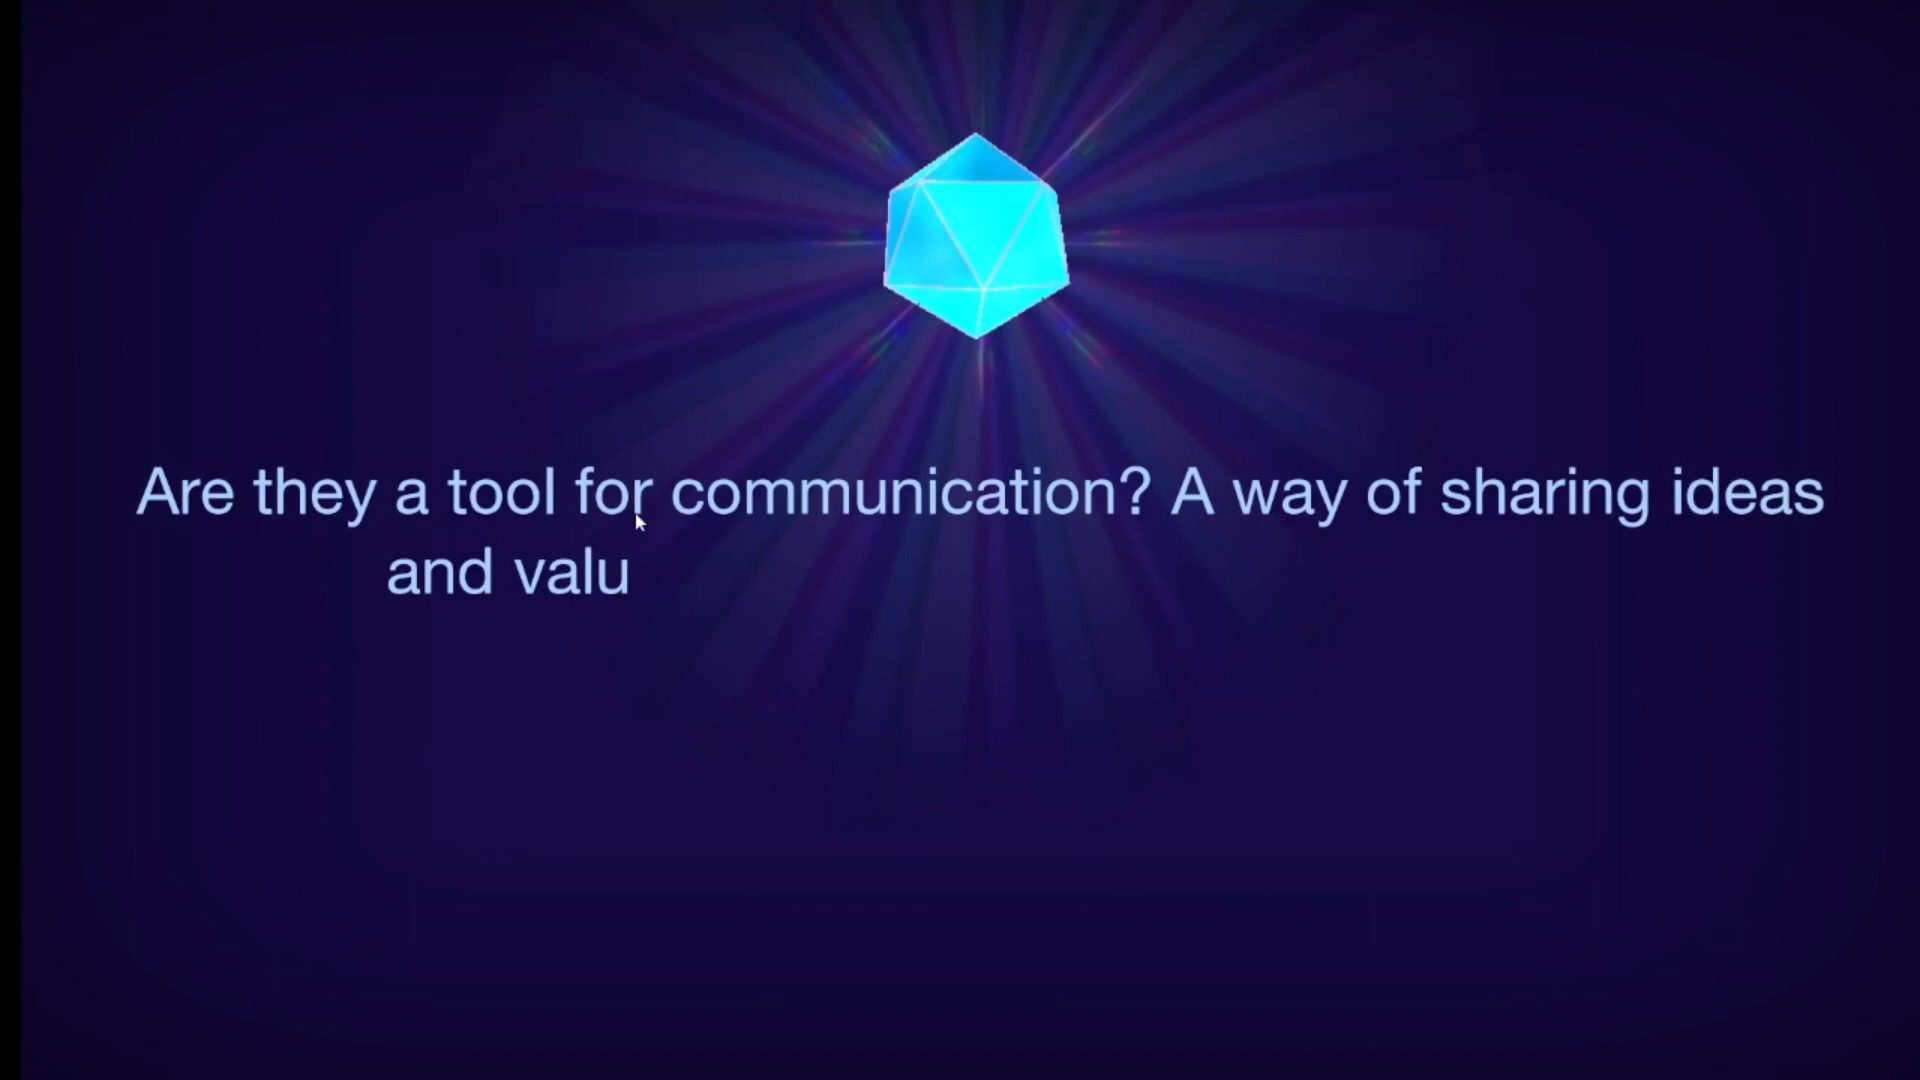 Are they a tool for communication? A way of sharing ideas
and valu